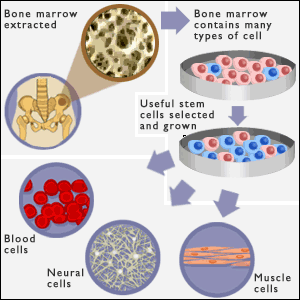 Bone marrow
extracted
Bone marrow
contains many
types of cell
Useful stem
cells selected
and grown
Blood
cells
Neural
cells
Muscle
cells